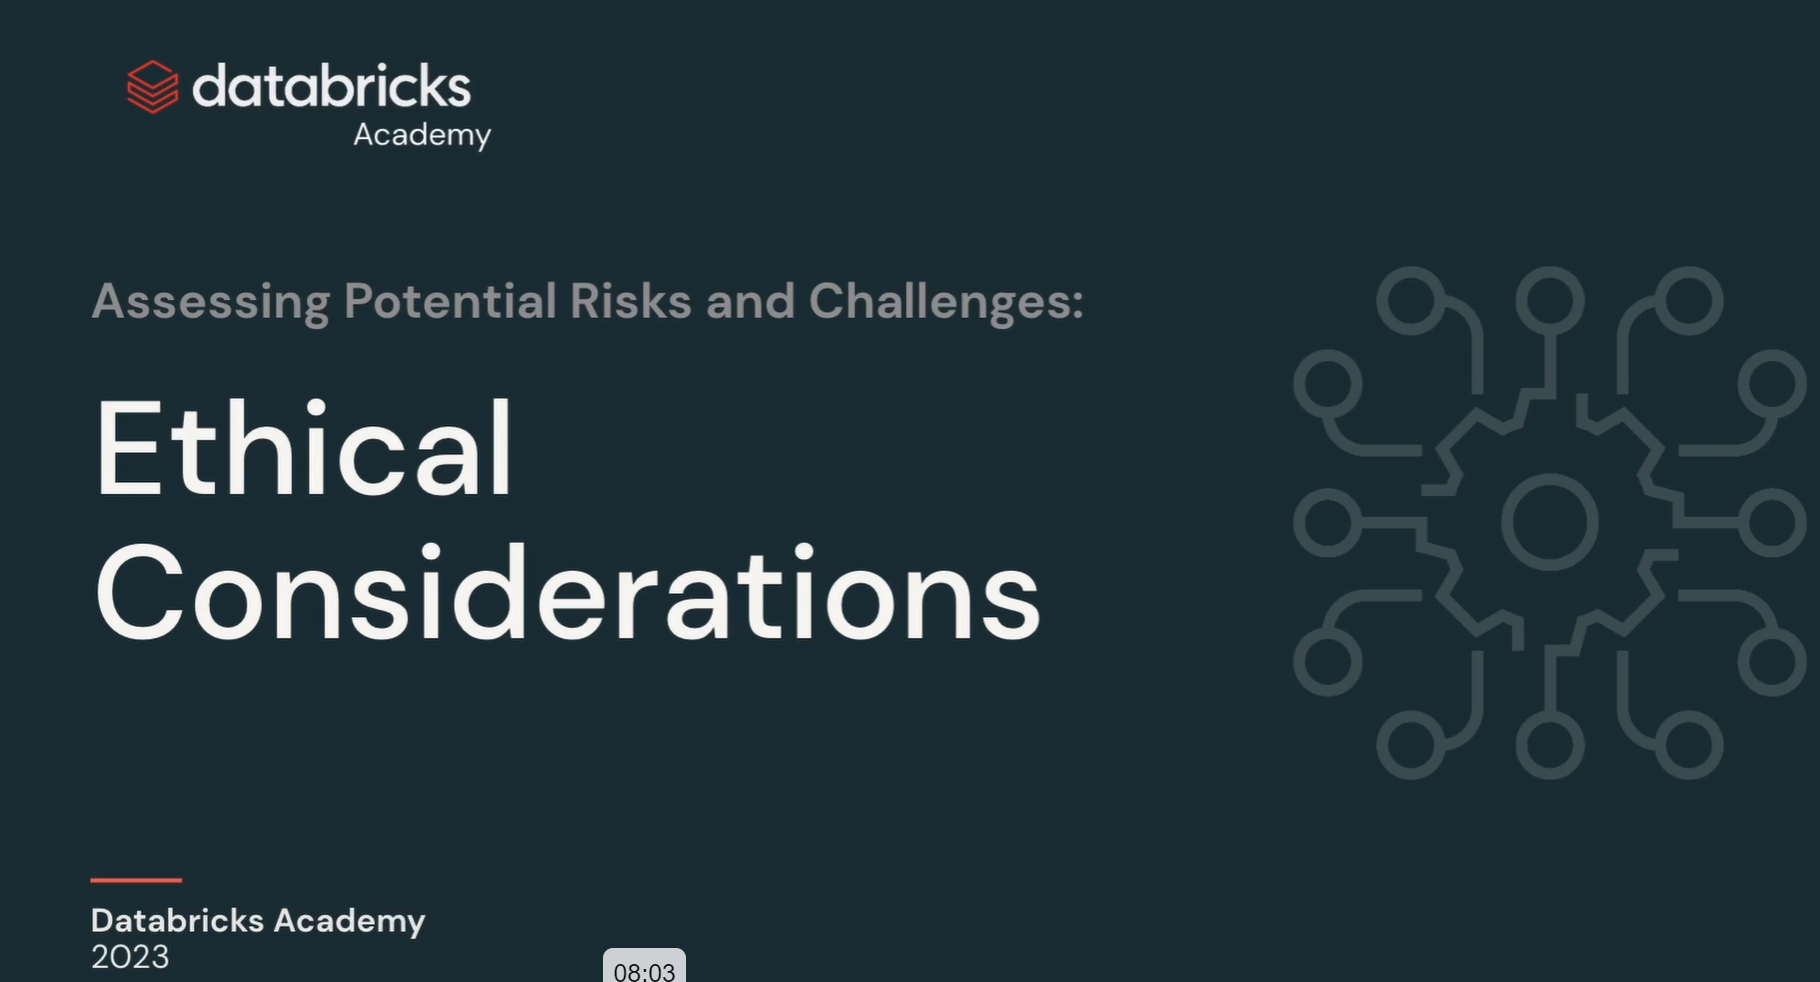 databricks
Academy
Assessing Potential Risks and Challenges:
Ethical
Considerations
Databricks Academy
2023
08:03